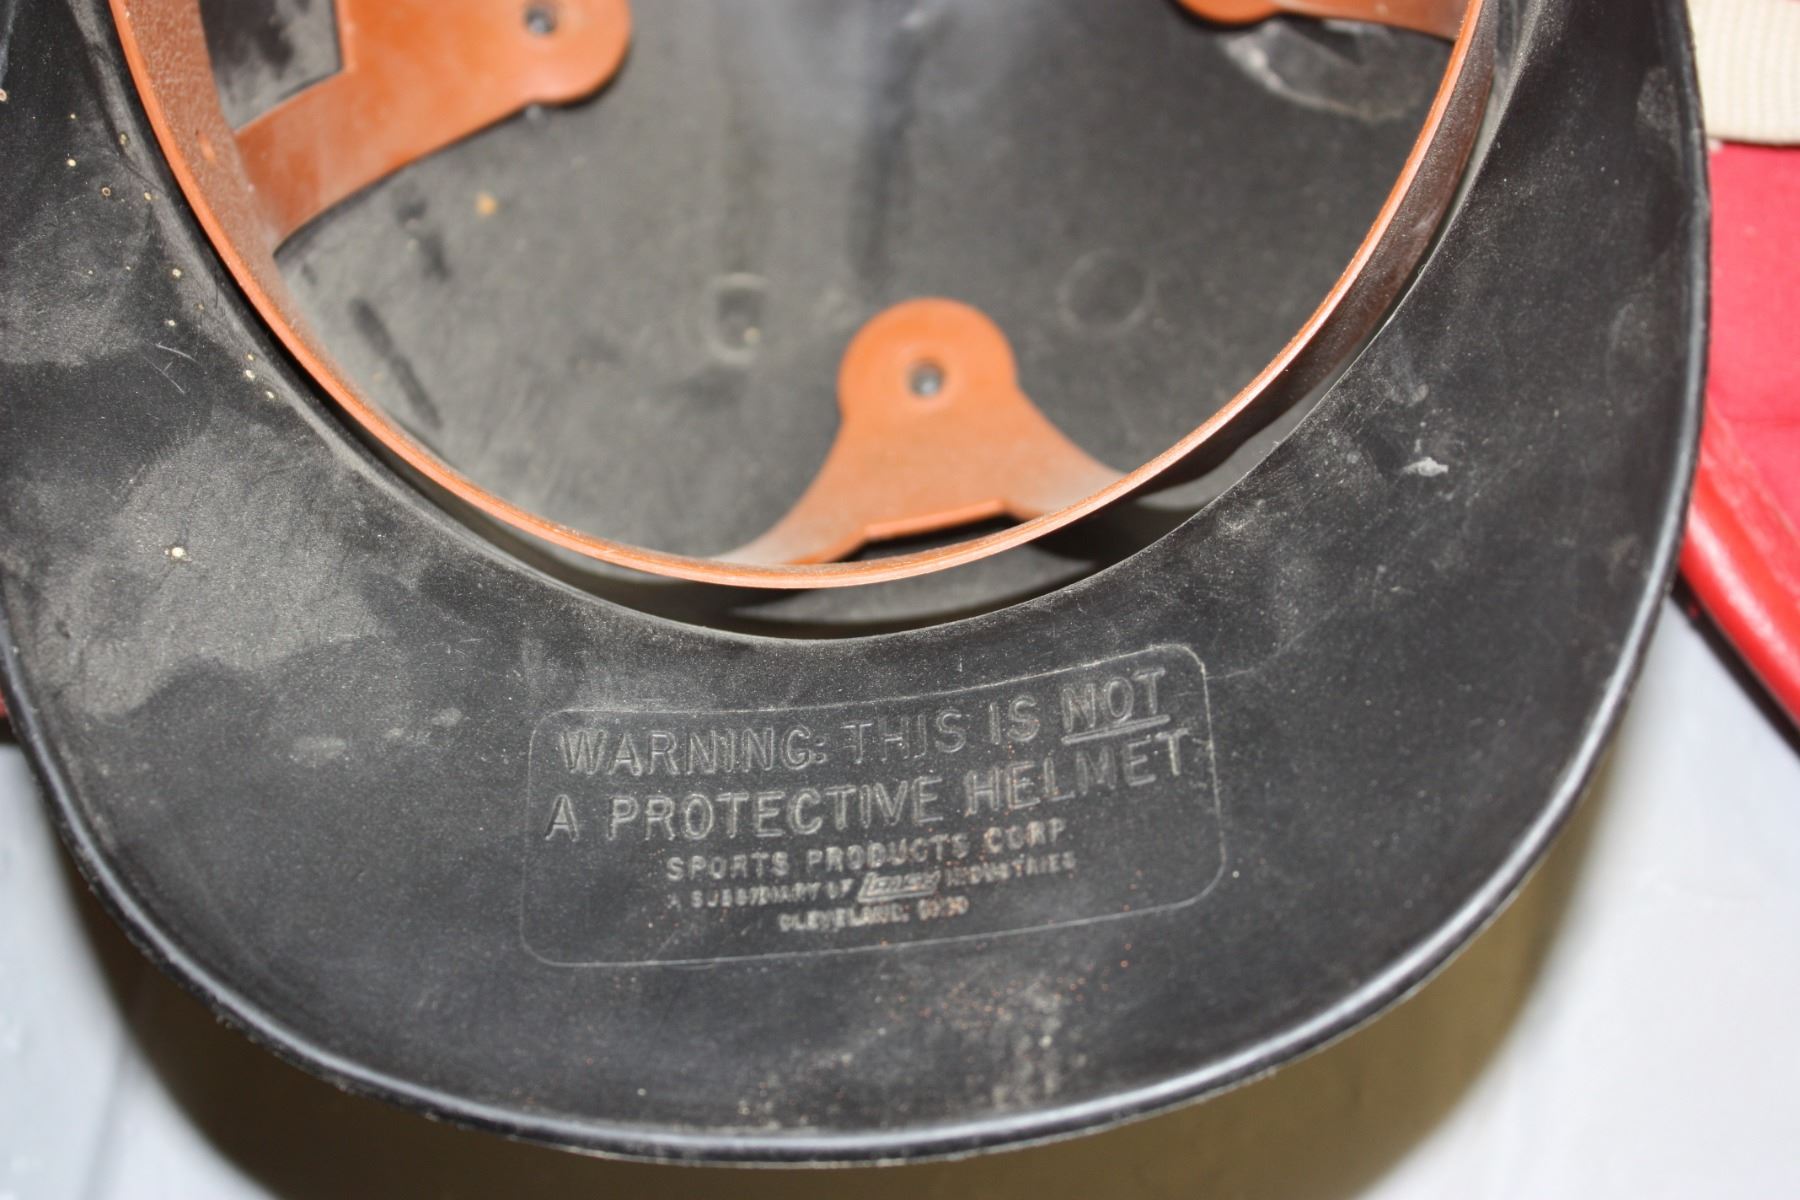 WARNING: THIS IS NOT
A PROTECTIVE HELMET
SPORTS PRODUCTS CORP
A SUBSIDIARY OF INDUSTRIES
CLEVELAND, OHIO